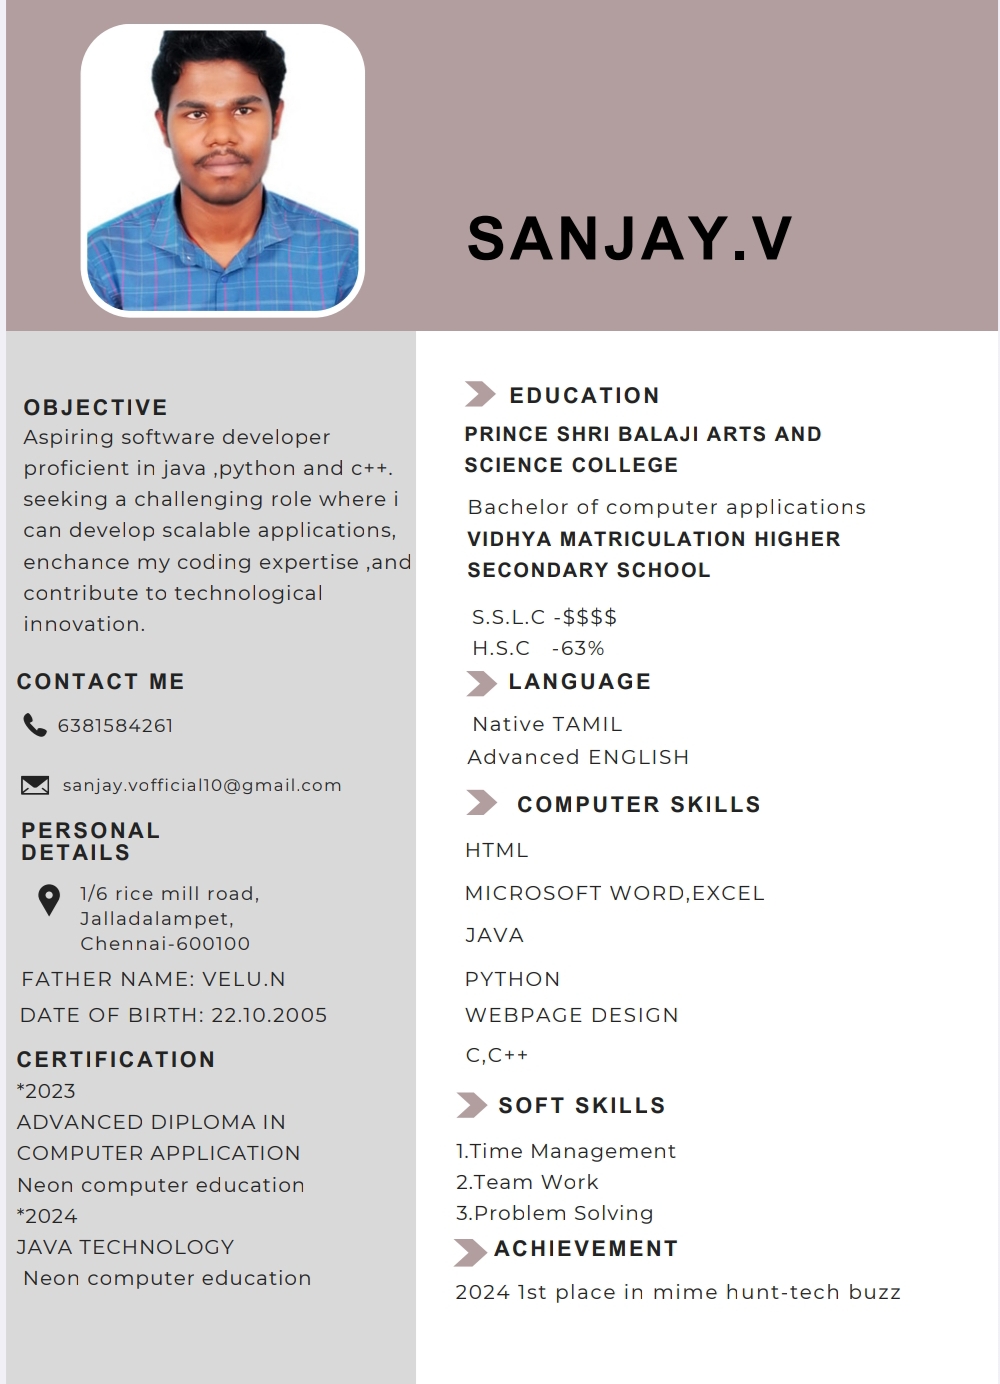 SANJAY.V
OBJECTIVE
Aspiring software developer
proficient in java ,python and c++.
seeking a challenging role where i
can develop scalable applications,
enchance my coding expertise ,and
contribute to technological
innovation.
CONTACT ME
6381584261
sanjay.vofficial10@gmail.com
PERSONAL
DETAILS
1/6 rice mill road,
Jalladalampet,
Chennai-600100
FATHER NAME: VELU.N
DATE OF BIRTH: 22.10.2005
CERTIFICATION
*2023
ADVANCED DIPLOMA IN
COMPUTER APPLICATION
Neon computer education
*2024
JAVA TECHNOLOGY
Neon computer education
EDUCATION
PRINCE SHRI BALAJI ARTS AND
SCIENCE COLLEGE
Bachelor of computer applications
VIDHYA MATRICULATION HIGHER
SECONDARY SCHOOL
S.S.L.C -$$$$
H.S.C -63%
LANGUAGE
Native TAMIL
Advanced ENGLISH
COMPUTER SKILLS
HTML
MICROSOFT WORD,EXCEL
JAVA
PYTHON
WEBPAGE DESIGN
C,C++
SOFT SKILLS
1.Time Management
2.Team Work
3.Problem Solving
ACHIEVEMENT
2024 1st place in mime hunt-tech buzz